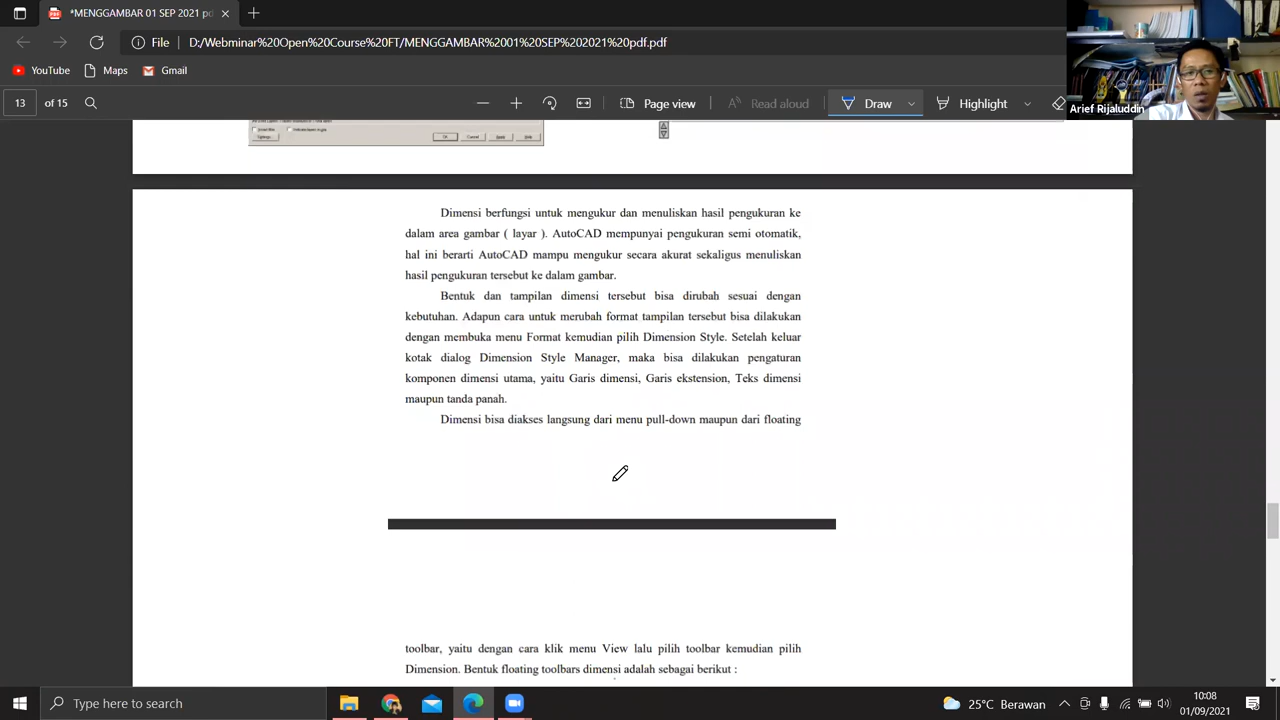 *MENGGAMBAR 01 SEP 2021 pdf.pd
File D:/Webminar%20Open%20Course%20FT/MENGGAMBAR%2001%20SEP%202021%20pdf.pdf
YouTube Maps Gmail
Arief Rijaluddin
13 of 15 Page view Read aloud Draw Highlight
Dimensi berfungsi untuk mengukur dan menuliskan hasil pengukuran ke
dalam area gambar ( layar ). AutoCAD mempunyai pengukuran semi otomatik,
hal ini berarti AutoCAD mampu mengukur secara akurat sekaligus menuliskan
hasil pengukuran tersebut ke dalam gambar.
Bentuk dan tampilan dimensi tersebut bisa dirubah sesuai dengan
kebutuhan. Adapun cara untuk merubah format tampilan tersebut bisa dilakukan
dengan membuka menu Format kemudian pilih Dimension Style. Setelah keluar
kotak dialog Dimension Style Manager, maka bisa dilakukan pengaturan
komponen dimensi utama, yaitu Garis dimensi, Garis ekstension, Teks dimensi
maupun tanda panah.
Dimensi bisa diakses langsung dari menu pull-down maupun dari floating
toolbar, yaitu dengan cara klik menu View lalu pilih toolbar kemudian pilih
Dimension. Bentuk floating toolbars dimensi adalah sebagai berikut :
Type here to search
25°C Berawan
10:08
01/09/2021